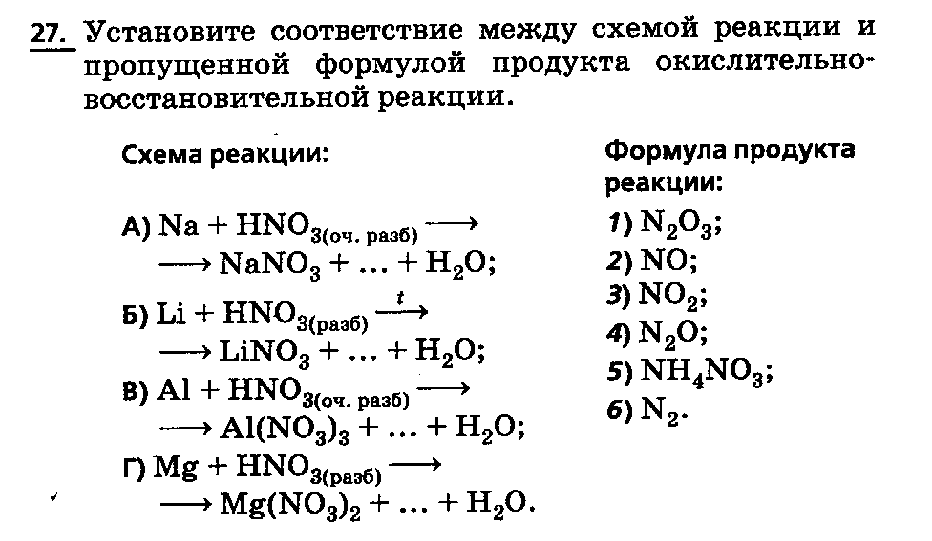 27. Установите соответствие между схемой реакции и
пропущенной формулой продукта окислительно-
восстановительной реакции.
Схема реакции:
А) Na + HNO₃(оч. разб) ⟶
⟶ NaNO₃ + ... + H₂O;
Б) Li + HNO₃(разб) t⟶
⟶ LiNO₃ + ... + H₂O;
В) Al + HNO₃(оч. разб) ⟶
⟶ Al(NO₃)₃ + ... + H₂O;
Г) Mg + HNO₃(разб) ⟶
⟶ Mg(NO₃)₂ + ... + H₂O.
Формула продукта
реакции:
1) N₂O₃;
2) NO;
3) NO₂;
4) N₂O;
5) NH₄NO₃;
6) N₂.